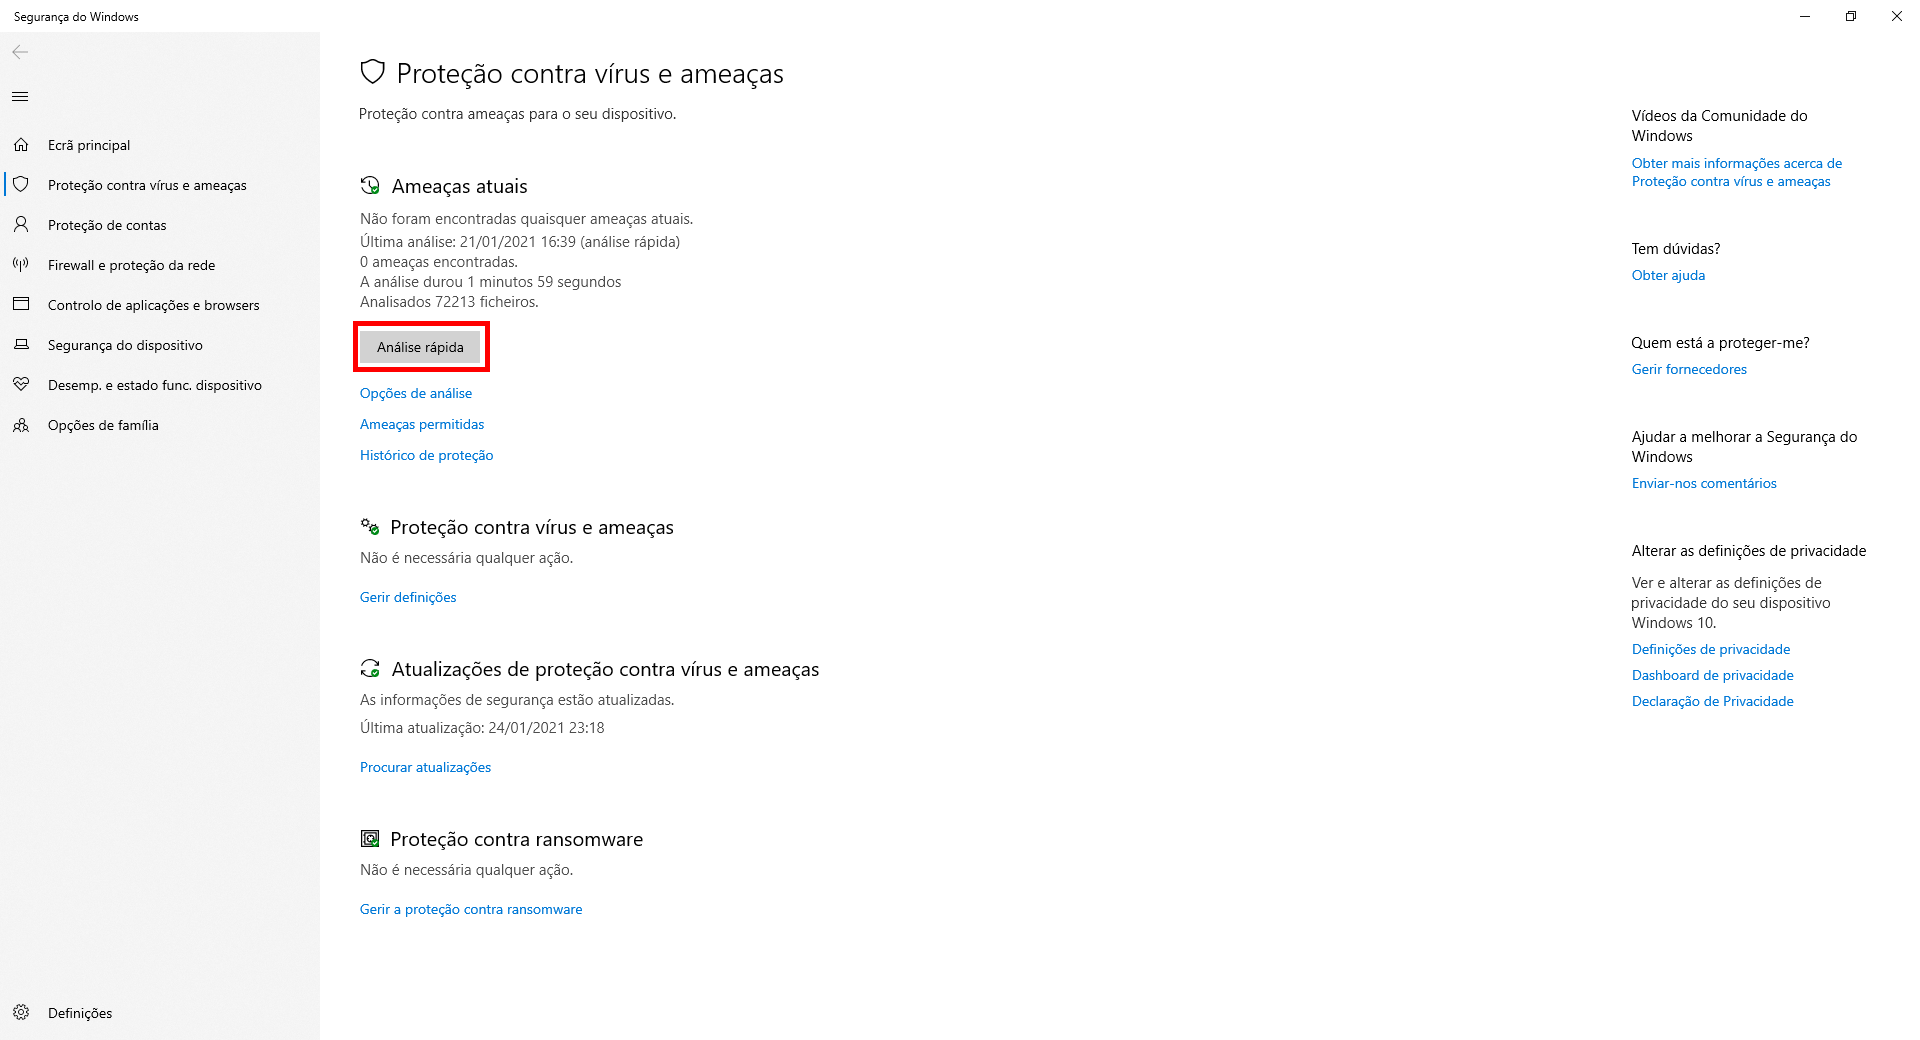 Segurança do Windows
Ecrã principal
Proteção contra vírus e ameaças
Proteção de contas
Firewall e proteção da rede
Controlo de aplicações e browsers
Segurança do dispositivo
Desemp. e estado func. dispositivo
Opções de família
Definições
Proteção contra vírus e ameaças
Proteção contra ameaças para o seu dispositivo.
Ameaças atuais
Não foram encontradas quaisquer ameaças atuais.
Última análise: 21/01/2021 16:39 (análise rápida)
0 ameaças encontradas.
A análise durou 1 minutos 59 segundos
Analisados 72213 ficheiros.
Análise rápida
Opções de análise
Ameaças permitidas
Histórico de proteção
Proteção contra vírus e ameaças
Não é necessária qualquer ação.
Gerir definições
Atualizações de proteção contra vírus e ameaças
As informações de segurança estão atualizadas.
Última atualização: 24/01/2021 23:18
Procurar atualizações
Proteção contra ransomware
Não é necessária qualquer ação.
Gerir a proteção contra ransomware
Vídeos da Comunidade do
Windows
Obter mais informações acerca de
Proteção contra vírus e ameaças
Tem dúvidas?
Obter ajuda
Quem está a proteger-me?
Gerir fornecedores
Ajudar a melhorar a Segurança do
Windows
Enviar-nos comentários
Alterar as definições de privacidade
Ver e alterar as definições de
privacidade do seu dispositivo
Windows 10.
Definições de privacidade
Dashboard de privacidade
Declaração de Privacidade